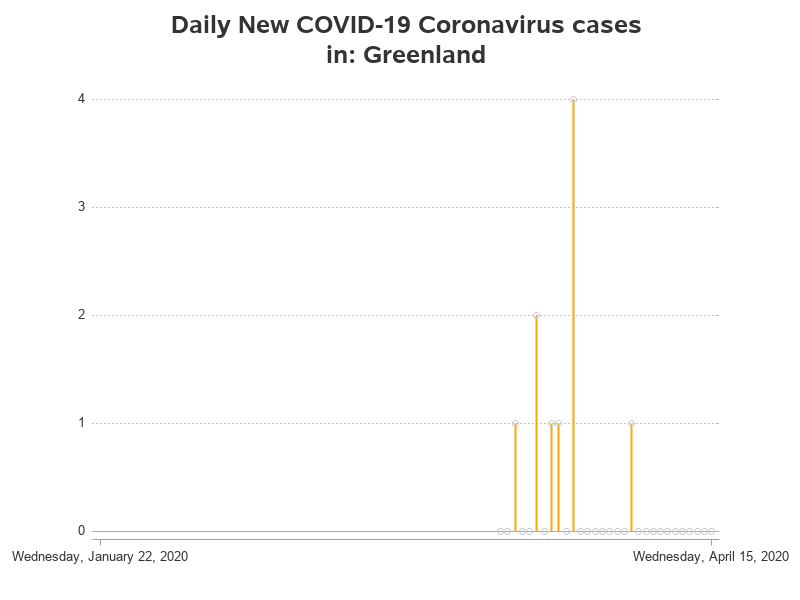 Daily New COVID-19 Coronavirus cases
in: Greenland
4
3
2
1
0
Wednesday, January 22, 2020
Wednesday, April 15, 2020